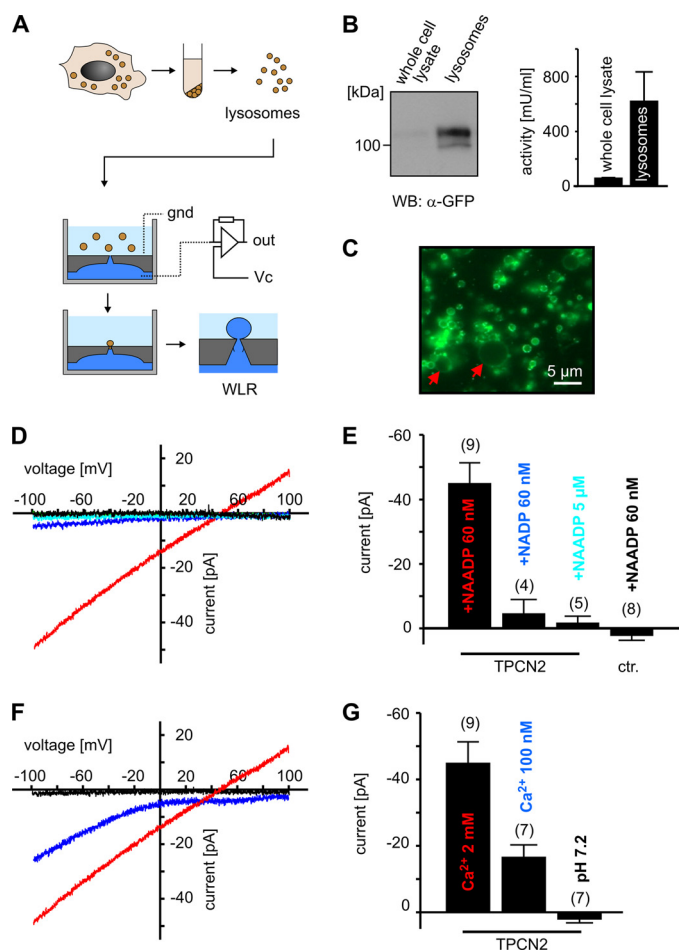 A
lysosomes
gnd
out
Vc
WLR
B
whole cell
lysate
lysosomes
[kDa]
100
WB: α-GFP
activity [mU/ml]
800
400
0
whole cell lysate
lysosomes
C
5 µm
D
voltage [mV]
20
-100
-60
-20
20
60
100
-20
-40
current [pA]
E
current [pA]
-60
-40
-20
0
(9)
(4)
(5)
(8)
+NAADP 60 nM
+NADP 60 nM
+NAADP 5 µM
+NAADP 60 nM
TPCN2
ctr.
F
voltage [mV]
20
-100
-60
-20
20
60
100
-20
-40
current [pA]
G
current [pA]
-60
-40
-20
0
(9)
(7)
(7)
Ca²⁺ 2 mM
Ca²⁺ 100 nM
pH 7.2
TPCN2